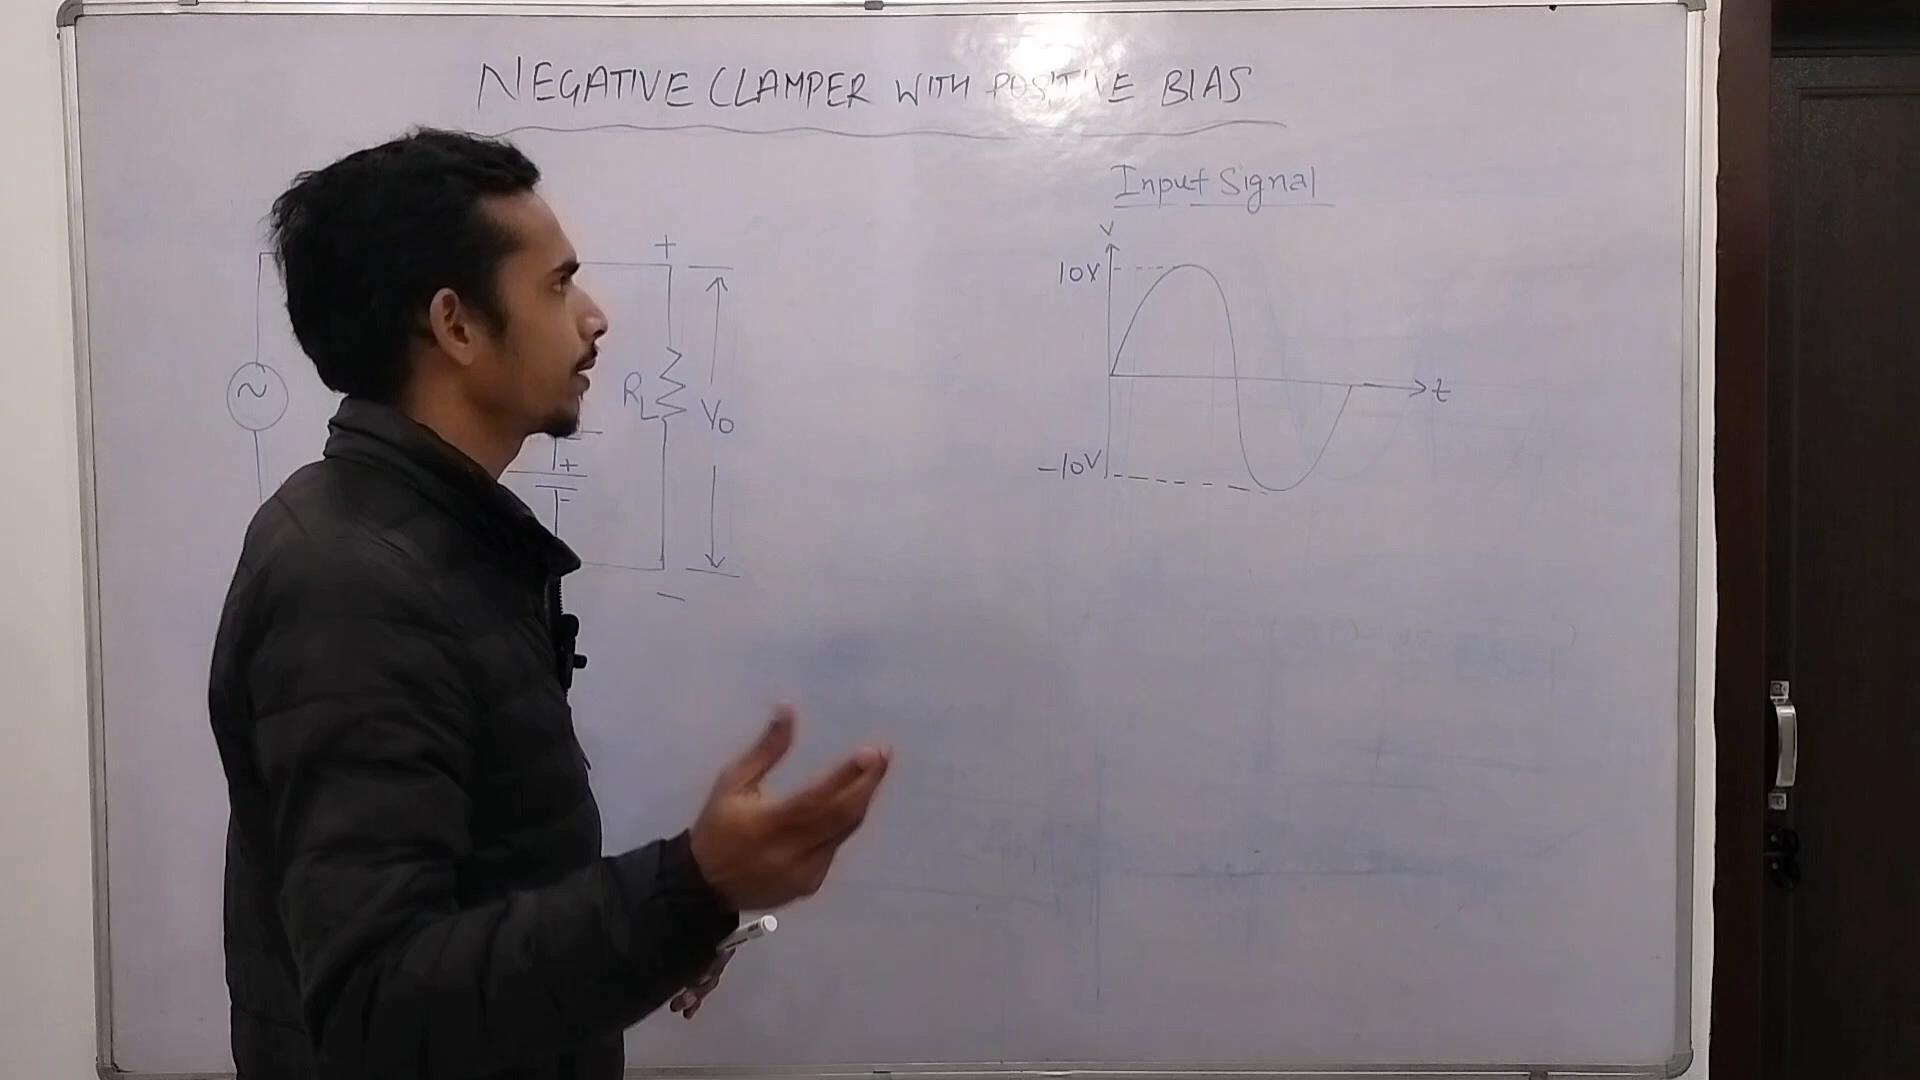 NEGATIVE CLAMPER WITH POSITIVE BIAS
Input Signal
V
10V
t
-10V
+
RL
VO
+
-
-
~